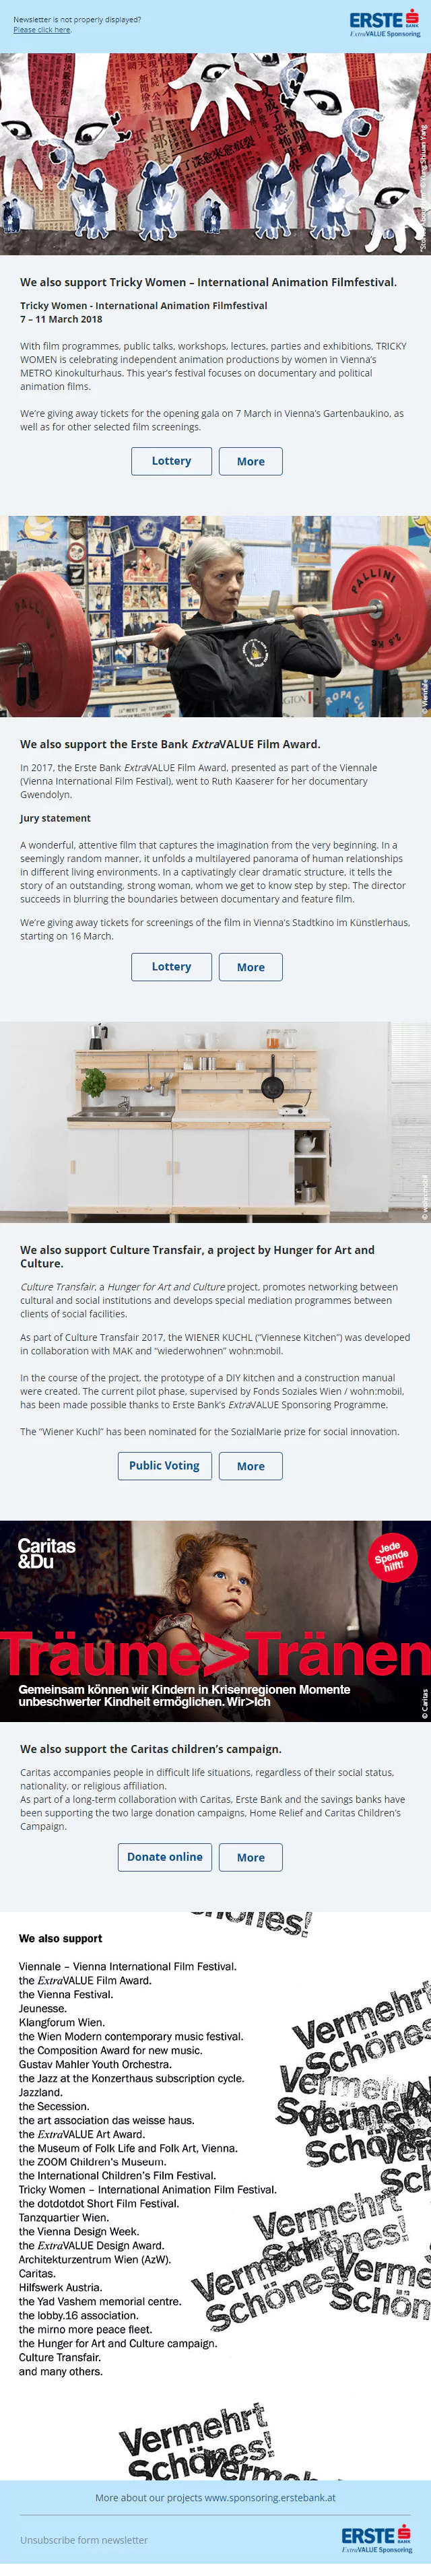 Newsletter is not properly displayed?
Please click here.
ERSTE
BANK
ExtraVALUE Sponsoring
We also support Tricky Women – International Animation Filmfestival.
Tricky Women - International Animation Filmfestival
7 – 11 March 2018
With film programmes, public talks, workshops, lectures, parties and exhibitions, TRICKY
WOMEN is celebrating independent animation productions by women in Vienna’s
METRO Kinokulturhaus. This year’s festival focuses on documentary and political
animation films.
We’re giving away tickets for the opening gala on 7 March in Vienna’s Gartenbaukino, as
well as for other selected film screenings.
Lottery
More
PALLINI
PALLINI
2,5 KG
© Viennale
We also support the Erste Bank ExtraVALUE Film Award.
In 2017, the Erste Bank ExtraVALUE Film Award, presented as part of the Viennale
(Vienna International Film Festival), went to Ruth Kaaserer for her documentary
Gwendolyn.
Jury statement
A wonderful, attentive film that captures the imagination from the very beginning. In a
seemingly random manner, it unfolds a multilayered panorama of human relationships
in different living environments. In a captivatingly clear dramatic structure, it tells the
story of an outstanding, strong woman, whom we get to know step by step. The director
succeeds in blurring the boundaries between documentary and feature film.
We’re giving away tickets for screenings of the film in Vienna’s Stadtkino im Künstlerhaus,
starting on 16 March.
Lottery
More
We also support Culture Transfair, a project by Hunger for Art and
Culture.
Culture Transfair, a Hunger for Art and Culture project, promotes networking between
cultural and social institutions and develops special mediation programmes between
clients of social facilities.
As part of Culture Transfair 2017, the WIENER KUCHL (“Viennese Kitchen”) was developed
in collaboration with MAK and “wiederwohnen” wohn:mobil.
In the course of the project, the prototype of a DIY kitchen and a construction manual
were created. The current pilot phase, supervised by Fonds Soziales Wien / wohn:mobil,
has been made possible thanks to Erste Bank’s ExtraVALUE Sponsoring Programme.
The “Wiener Kuchl” has been nominated for the SozialMarie prize for social innovation.
Public Voting
More
Caritas
&Du
Jede
Spende
hilft!
Träume>Tränen
Gemeinsam können wir Kindern in Krisenregionen Momente
unbeschwerter Kindheit ermöglichen. Wir>Ich
© Caritas
We also support the Caritas children’s campaign.
Caritas accompanies people in difficult life situations, regardless of their social status,
nationality, or religious affiliation.
As part of a long-term collaboration with Caritas, Erste Bank and the savings banks have
been supporting the two large donation campaigns, Home Relief and Caritas Children’s
Campaign.
Donate online
More
We also support
Viennale – Vienna International Film Festival.
the ExtraVALUE Film Award.
the Vienna Festival.
Jeunesse.
Klangforum Wien.
the Wien Modern contemporary music festival.
the Composition Award for new music.
Gustav Mahler Youth Orchestra.
the Jazz at the Konzerthaus subscription cycle.
Jazzland.
the Secession.
the art association das weisse haus.
the ExtraVALUE Art Award.
the Museum of Folk Life and Folk Art, Vienna.
the ZOOM Children’s Museum.
the International Children’s Film Festival.
Tricky Women – International Animation Film Festival.
the dotdotdot Short Film Festival.
Tanzquartier Wien.
the Vienna Design Week.
the ExtraVALUE Design Award.
Architekturzentrum Wien (AzW).
Caritas.
Hilfswerk Austria.
the Yad Vashem memorial centre.
the lobby.16 association.
the mirno more peace fleet.
the Hunger for Art and Culture campaign.
Culture Transfair.
and many others.
Vermehrt
Schönes!
Vermehrt
Schönes!
Vermehrt
Schönes!
More about our projects www.sponsoring.erstebank.at
Unsubscribe form newsletter
ERSTE
BANK
ExtraVALUE Sponsoring